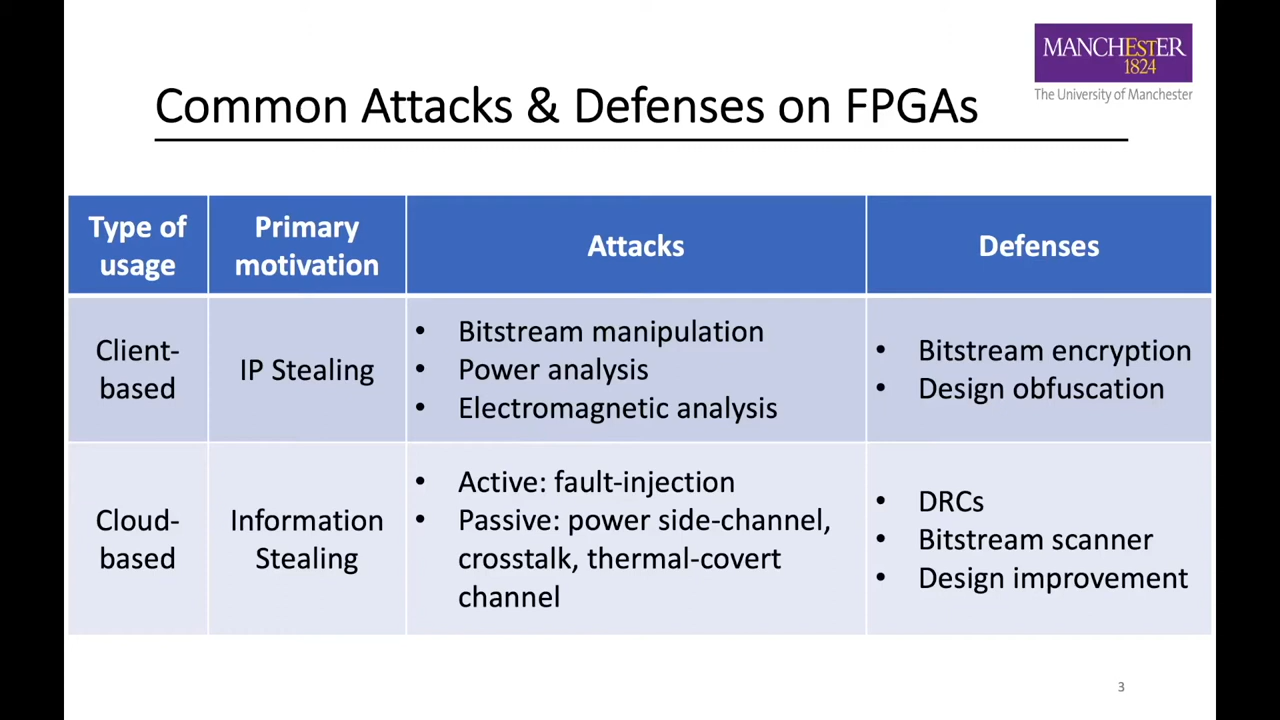 MANCHESTER
1824
The University of Manchester
Common Attacks & Defenses on FPGAs
Type of
usage
Primary
motivation
Attacks
Defenses
Client-
based
IP Stealing
• Bitstream manipulation
• Power analysis
• Electromagnetic analysis
• Bitstream encryption
• Design obfuscation
Cloud-
based
Information
Stealing
• Active: fault-injection
• Passive: power side-channel,
crosstalk, thermal-covert
channel
• DRCs
• Bitstream scanner
• Design improvement
3